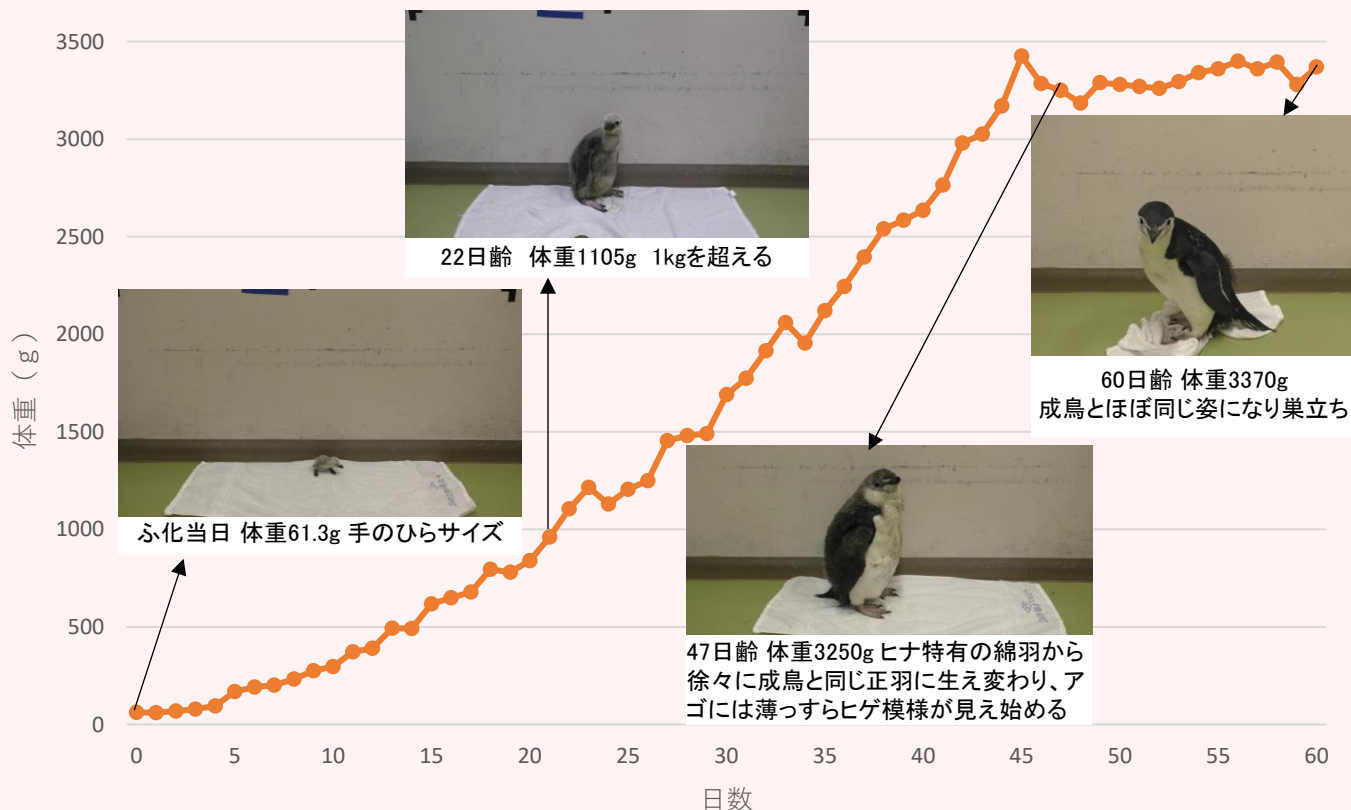 3500
3000
2500
2000
1500
1000
500
0
体重（g）
22日齢 体重1105g 1kgを超える
ふ化当日 体重61.3g 手のひらサイズ
60日齢 体重3370g
成鳥とほぼ同じ姿になり巣立ち
47日齢 体重3250g ヒナ特有の綿羽から
徐々に成鳥と同じ正羽に生え変わり、ア
ゴには薄っすらヒゲ模様が見え始める
0 5 10 15 20 25 30 35 40 45 50 55 60
日数